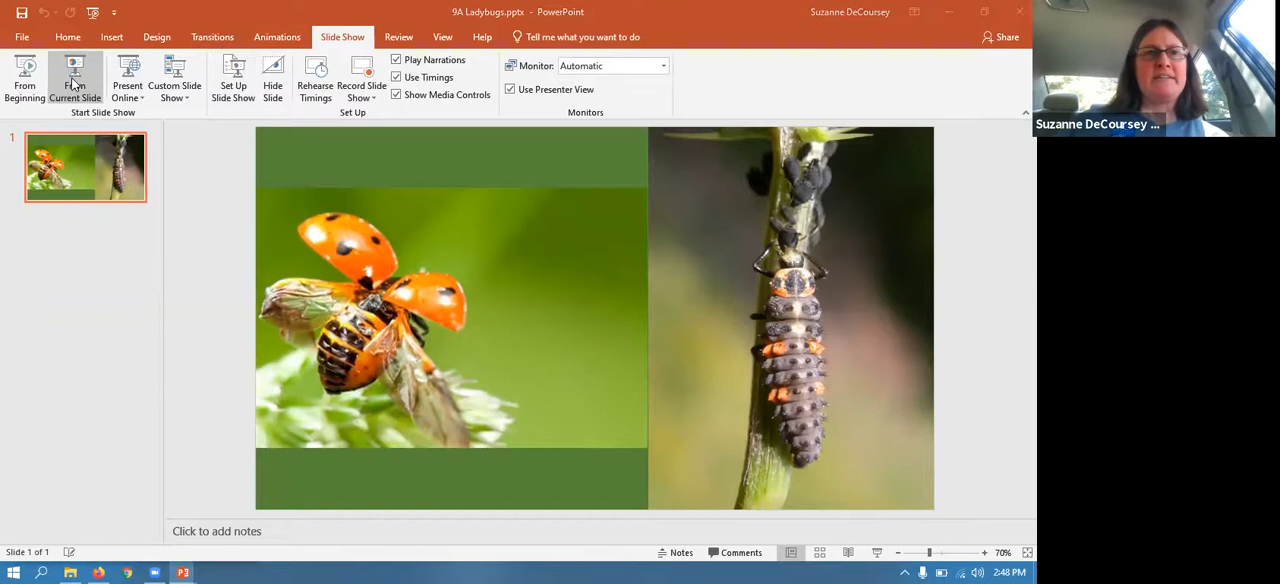 9A Ladybugs.pptx - PowerPoint
Suzanne DeCoursey
File
Home
Insert
Design
Transitions
Animations
Slide Show
Review
View
Help
Tell me what you want to do
Share
From Beginning
From Current Slide
Present Online
Custom Slide Show
Set Up Slide Show
Hide Slide
Rehearse Timings
Record Slide Show
Play Narrations
Use Timings
Show Media Controls
Monitor: Automatic
Use Presenter View
Start Slide Show
Set Up
Monitors
Suzanne DeCoursey ...
1
Click to add notes
Slide 1 of 1
Notes
Comments
70%
2:48 PM